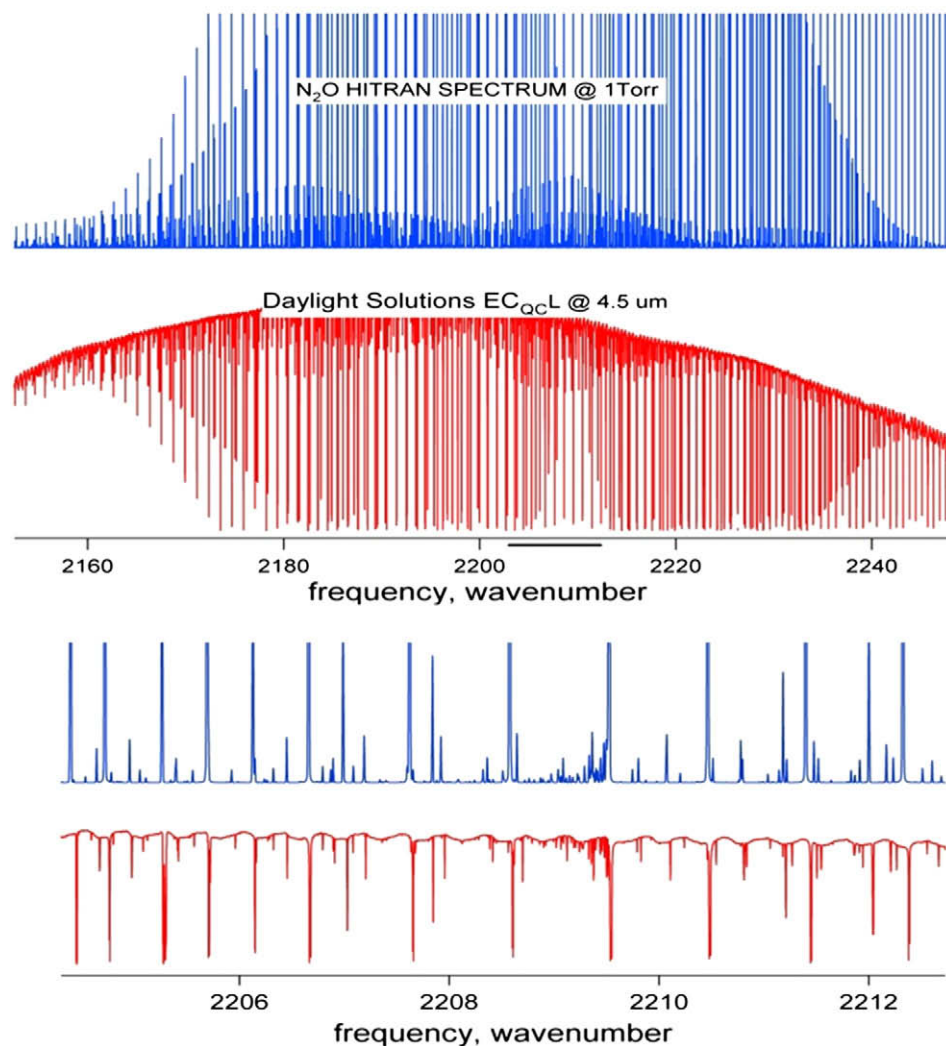 N₂O HITRAN SPECTRUM @ 1Torr
Daylight Solutions EC_QCL @ 4.5 um
2160 2180 2200 2220 2240
frequency, wavenumber
2206 2208 2210 2212
frequency, wavenumber